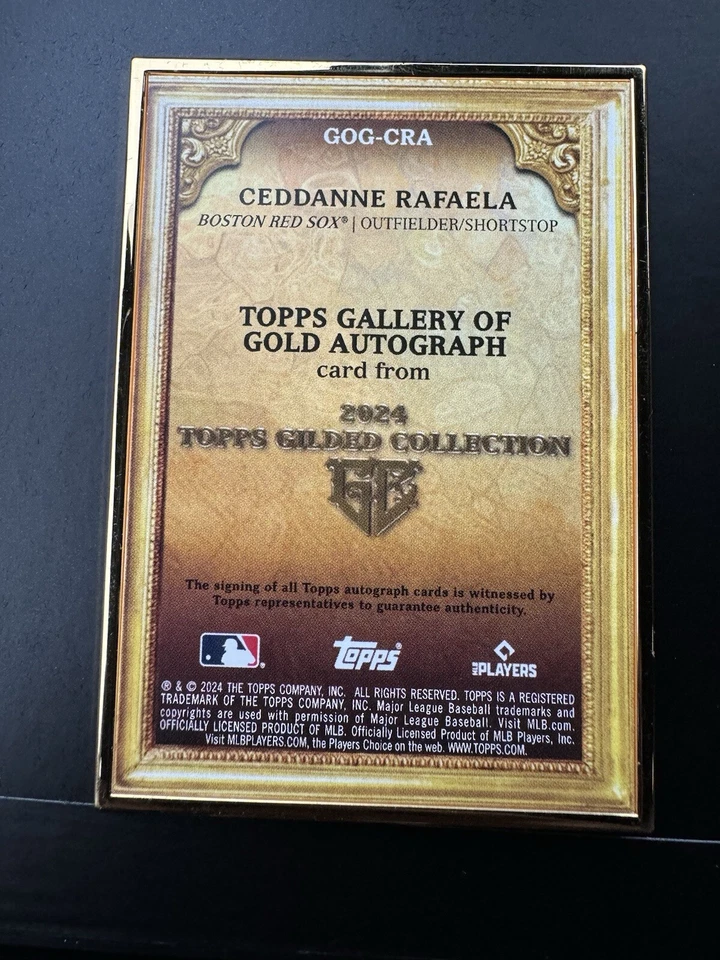 GOG-CRA
CEDDANNE RAFAELA
BOSTON RED SOX® | OUTFIELDER/SHORTSTOP
TOPPS GALLERY OF
GOLD AUTOGRAPH
card from
2024
TOPPS GILDED COLLECTION
GC
The signing of all Topps autograph cards is witnessed by
Topps representatives to guarantee authenticity.
topps® MLB PLAYERS
® & © 2024 THE TOPPS COMPANY, INC. ALL RIGHTS RESERVED. TOPPS IS A REGISTERED
TRADEMARK OF THE TOPPS COMPANY, INC. Major League Baseball trademarks and
copyrights are used with permission of Major League Baseball. Visit MLB.com.
OFFICIALLY LICENSED PRODUCT OF MLB. Officially Licensed Product of MLB Players, Inc.
Visit MLBPLAYERS.COM, the Players Choice on the web. WWW.TOPPS.COM.